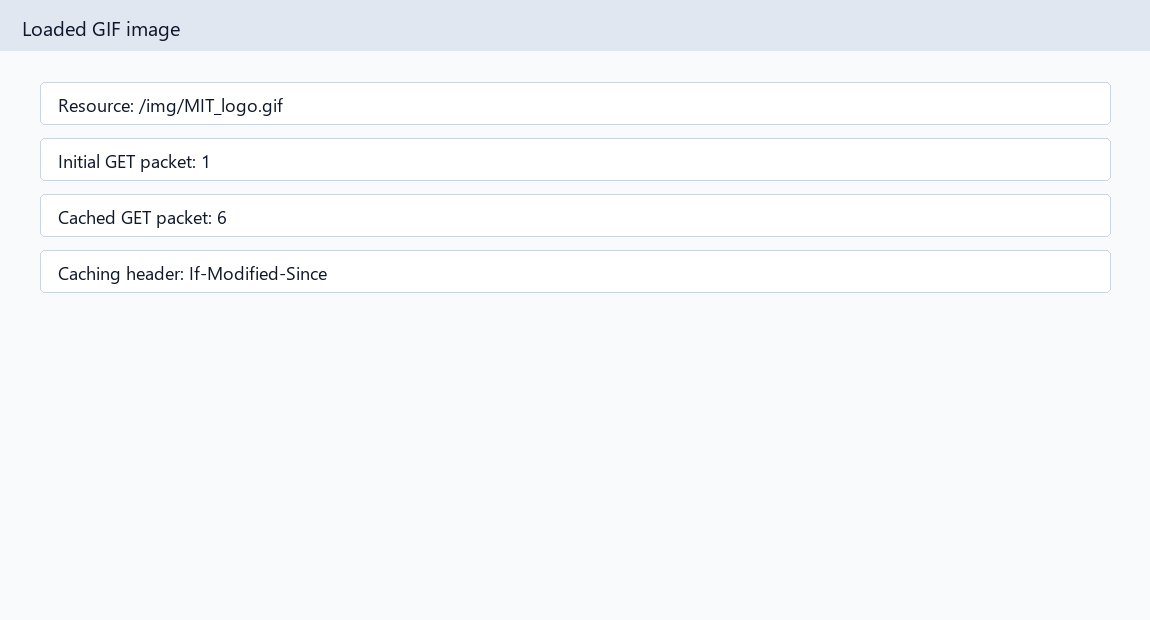 Loaded GIF image
Resource: /img/MIT_logo.gif
Initial GET packet: 1
Cached GET packet: 6
Caching header: If-Modified-Since